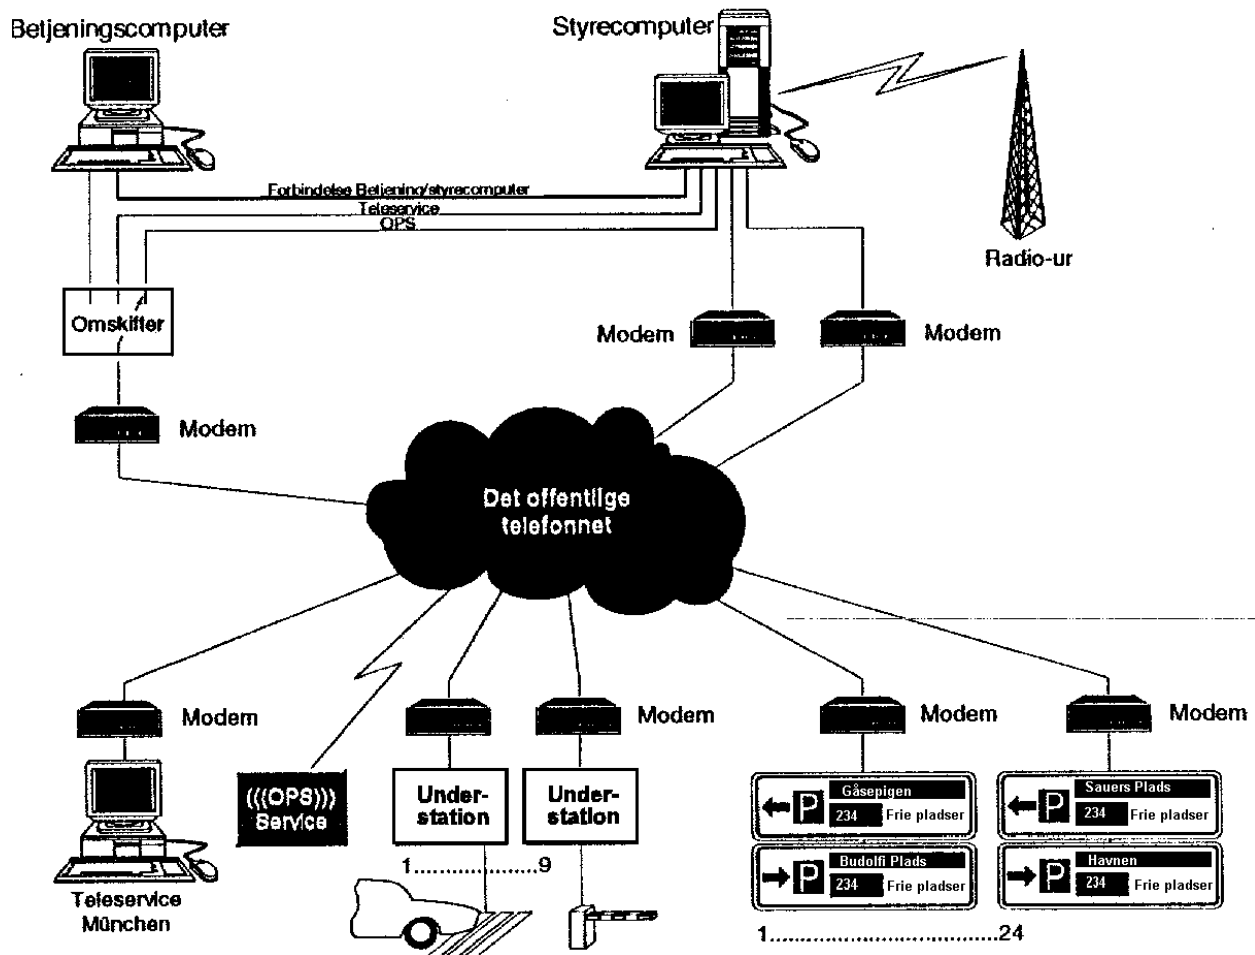 Betjeningscomputer
Styrecomputer
Forbindelse Betjening/styrecomputer
Teleservice
OPS
Radio-ur
Omskifter
Modem
Modem
Modem
Det offentlige
telefonnet
Modem
Modem
Modem
Modem
(((OPS)))
Service
Under-
station
Under-
station
P
Gåsepigen
234 Frie pladser
P
Sauers Plads
234 Frie pladser
P
Budolfi Plads
234 Frie pladser
P
Havnen
234 Frie pladser
1....................9
Teleservice
München
1....................................24